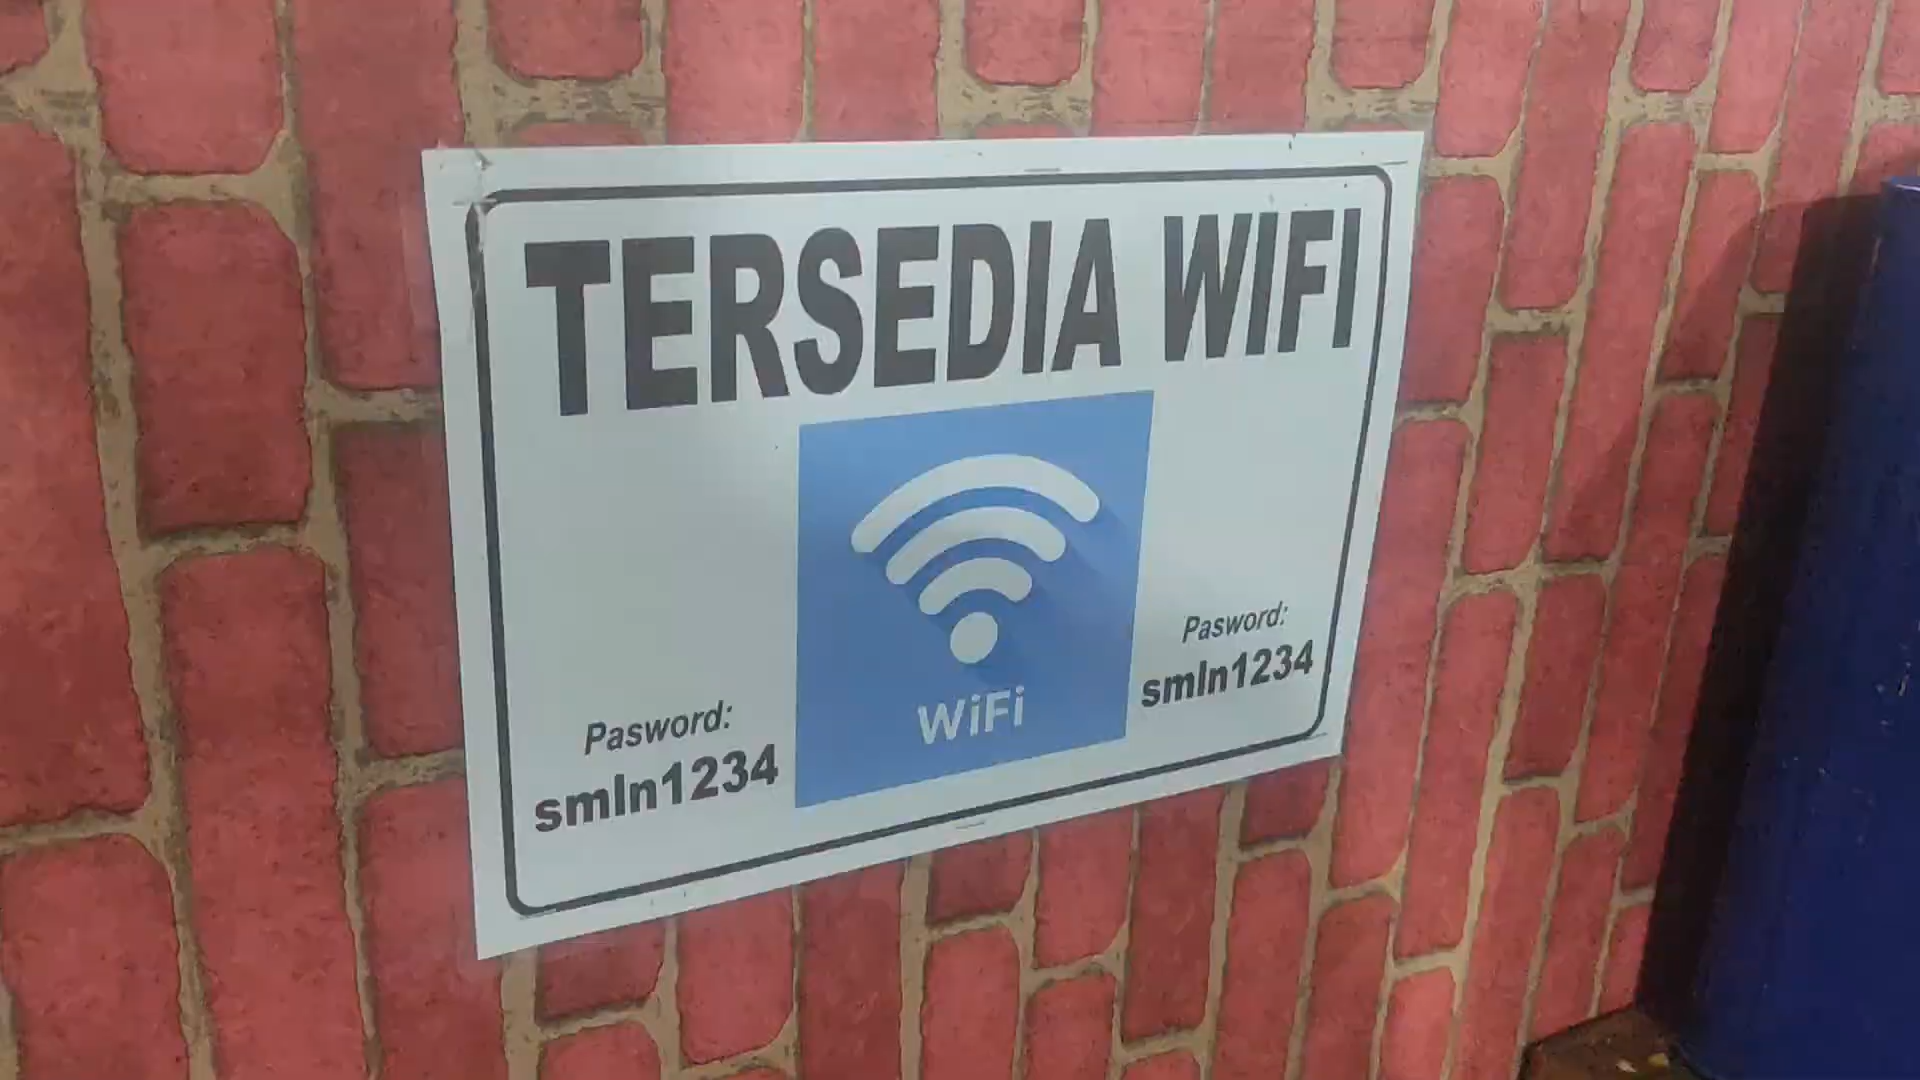 TERSEDIA WIFI
WiFi
Pasword:
smln1234
Pasword:
smln1234